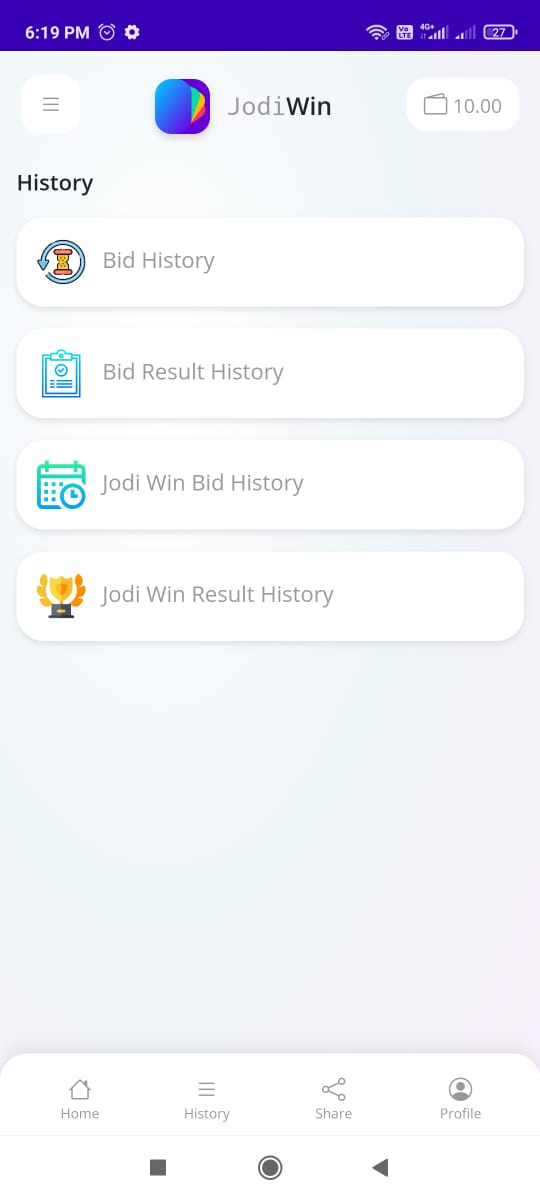 6:19 PM
Vo
LTE
4G+
27
JodiWin
10.00
History
Bid History
Bid Result History
Jodi Win Bid History
Jodi Win Result History
Home
History
Share
Profile